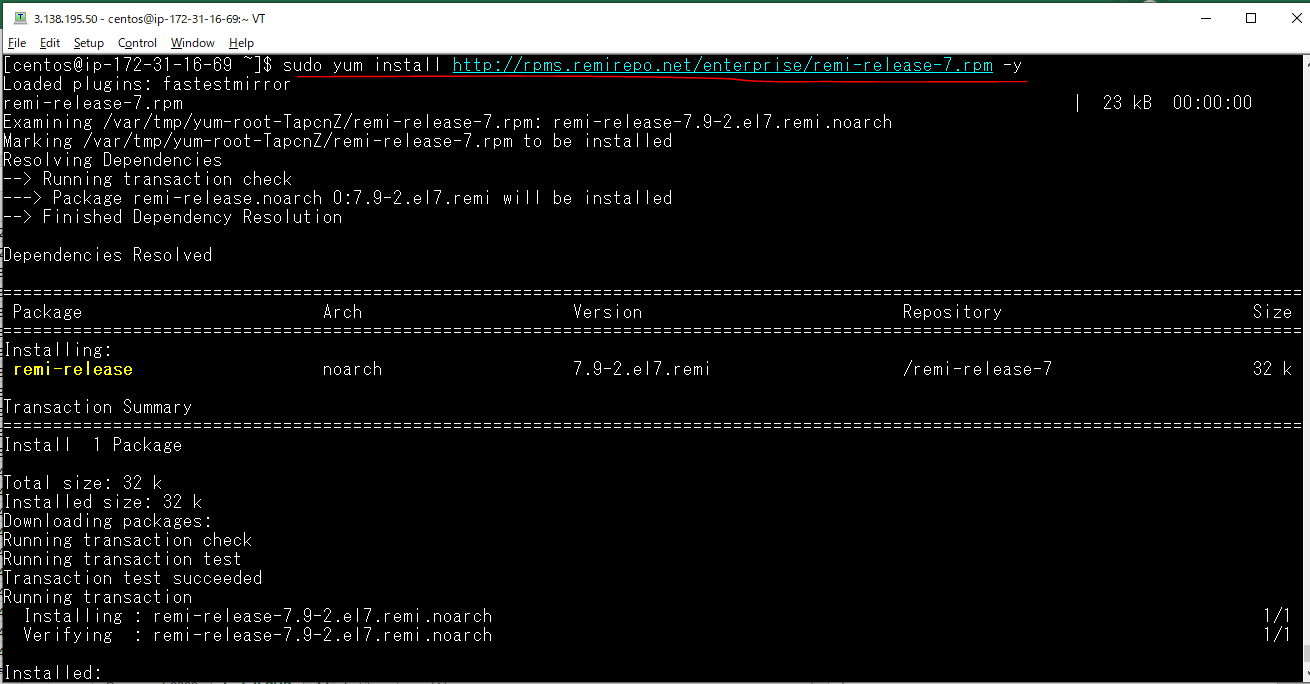 3.138.195.50 - centos@ip-172-31-16-69:~ VT
File Edit Setup Control Window Help
[centos@ip-172-31-16-69 ~]$ sudo yum install http://rpms.remirepo.net/enterprise/remi-release-7.rpm -y
Loaded plugins: fastestmirror
remi-release-7.rpm | 23 kB 00:00:00
Examining /var/tmp/yum-root-TapcnZ/remi-release-7.rpm: remi-release-7.9-2.el7.remi.noarch
Marking /var/tmp/yum-root-TapcnZ/remi-release-7.rpm to be installed
Resolving Dependencies
--> Running transaction check
---> Package remi-release.noarch 0:7.9-2.el7.remi will be installed
--> Finished Dependency Resolution
Dependencies Resolved
================================================================================
Package Arch Version Repository Size
================================================================================
Installing:
remi-release noarch 7.9-2.el7.remi /remi-release-7 32 k
Transaction Summary
================================================================================
Install 1 Package
Total size: 32 k
Installed size: 32 k
Downloading packages:
Running transaction check
Running transaction test
Transaction test succeeded
Running transaction
Installing : remi-release-7.9-2.el7.remi.noarch 1/1
Verifying : remi-release-7.9-2.el7.remi.noarch 1/1
Installed: